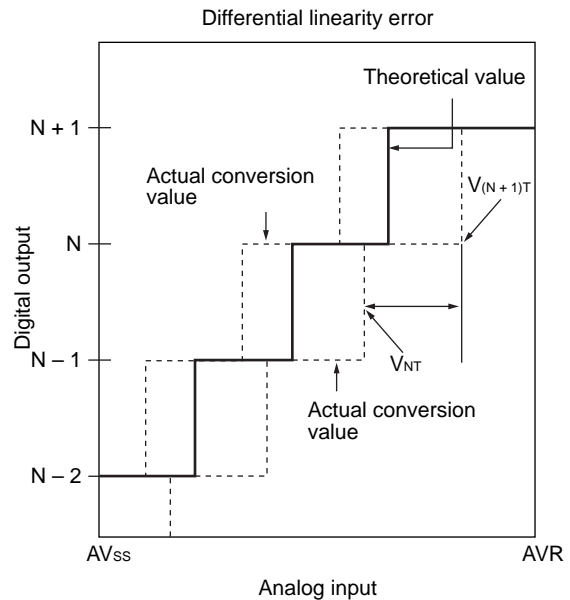 Differential linearity error
Theoretical value
N + 1
Actual conversion
value
V(N + 1)T
N
Digital output
N – 1
VNT
Actual conversion
value
N – 2
AVss
AVR
Analog input